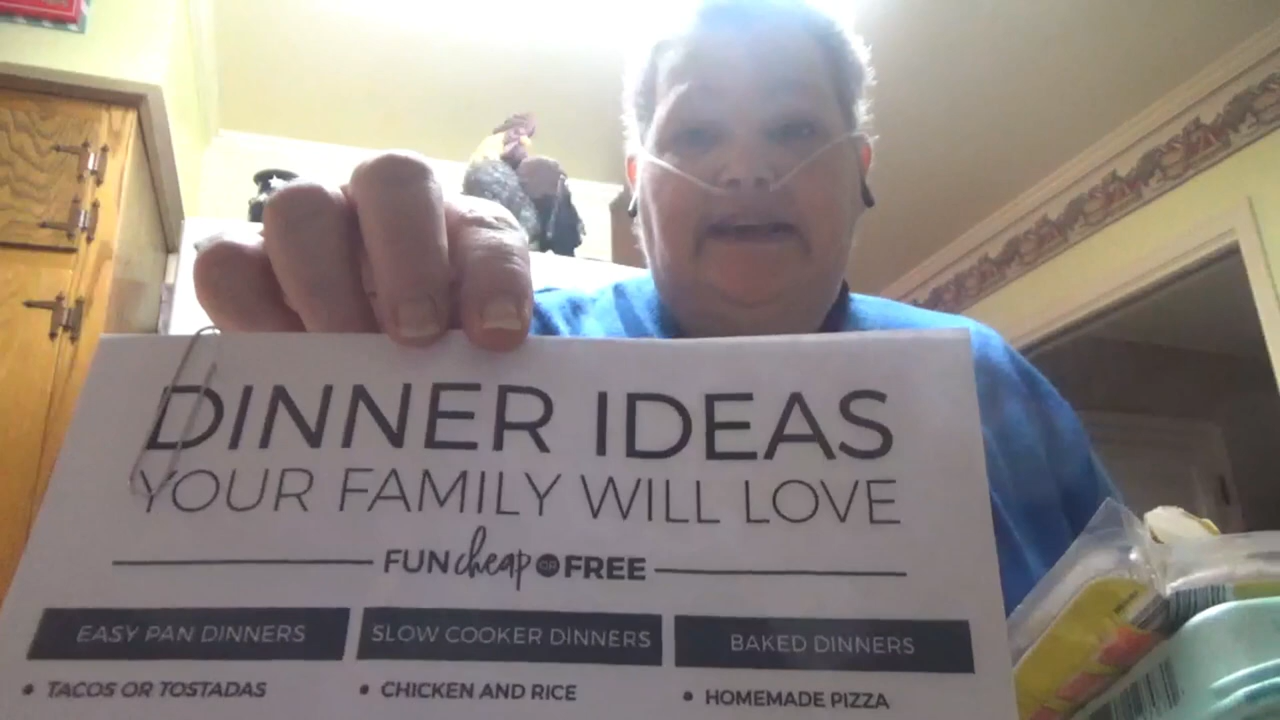 DINNER IDEAS
YOUR FAMILY WILL LOVE
FUN cheap OR FREE
EASY PAN DINNERS
SLOW COOKER DINNERS
BAKED DINNERS
• TACOS OR TOSTADAS
• CHICKEN AND RICE
• HOMEMADE PIZZA